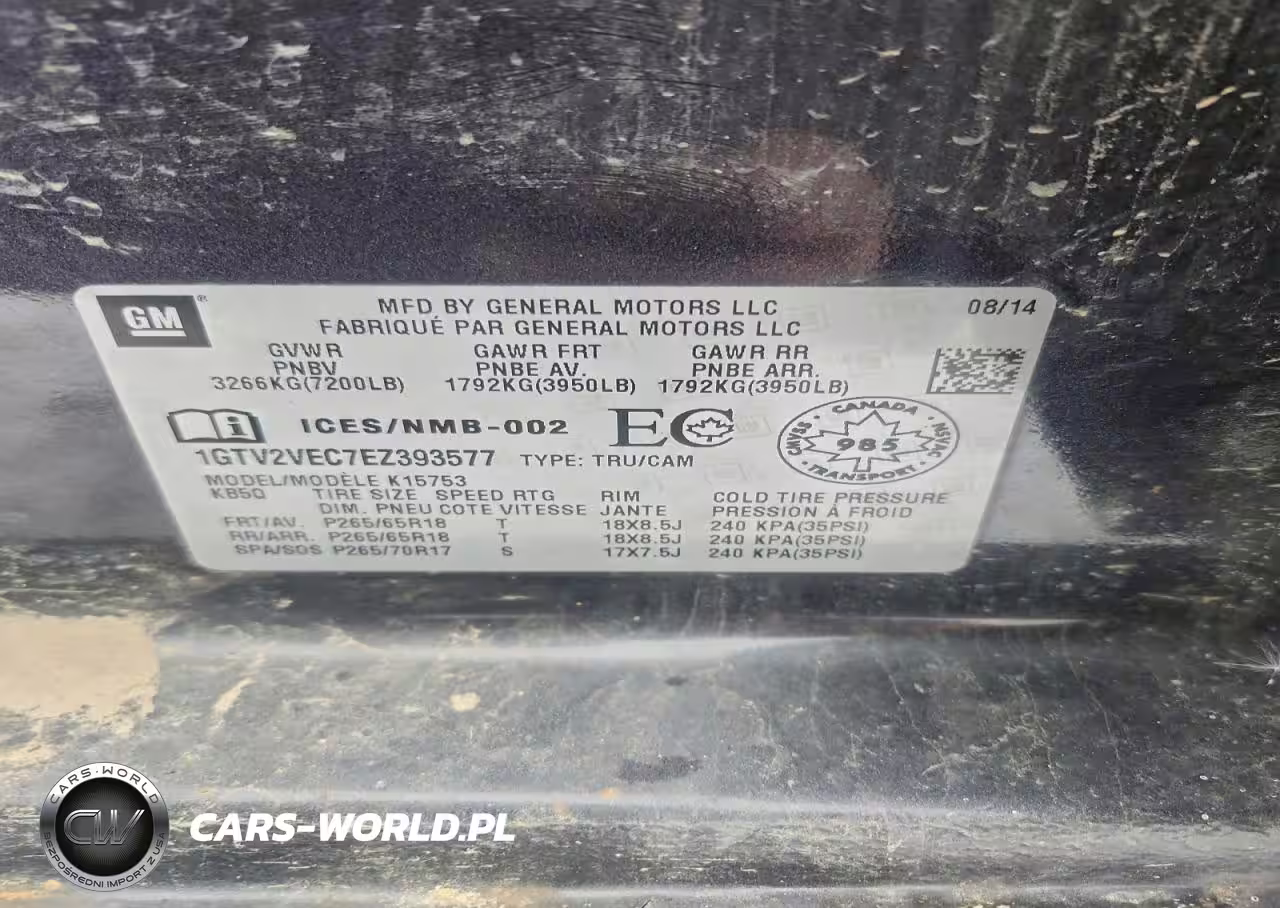 GM
MFD BY GENERAL MOTORS LLC
08/14
FABRIQUÉ PAR GENERAL MOTORS LLC
GVWR GAWR FRT GAWR RR
PNBV PNBE AV. PNBE ARR.
3266KG(7200LB) 1792KG(3950LB) 1792KG(3950LB)
i ICES/NMB-002 EC
CANADA
CMVSS 985 NSVAC
TRANSPORT
1GTV2VEC7EZ393577 TYPE: TRU/CAM
MODEL/MODÈLE K15753
KB5Q TIRE SIZE SPEED RTG RIM COLD TIRE PRESSURE
DIM. PNEU COTE VITESSE JANTE PRESSION À FROID
FRT/AV. P265/65R18 T 18X8.5J 240 KPA(35PSI)
RR/ARR. P265/65R18 T 18X8.5J 240 KPA(35PSI)
SPA/SOS P265/70R17 S 17X7.5J 240 KPA(35PSI)
CARS-WORLD
CW
BEZPOŚREDNI IMPORT Z USA
CARS-WORLD.PL